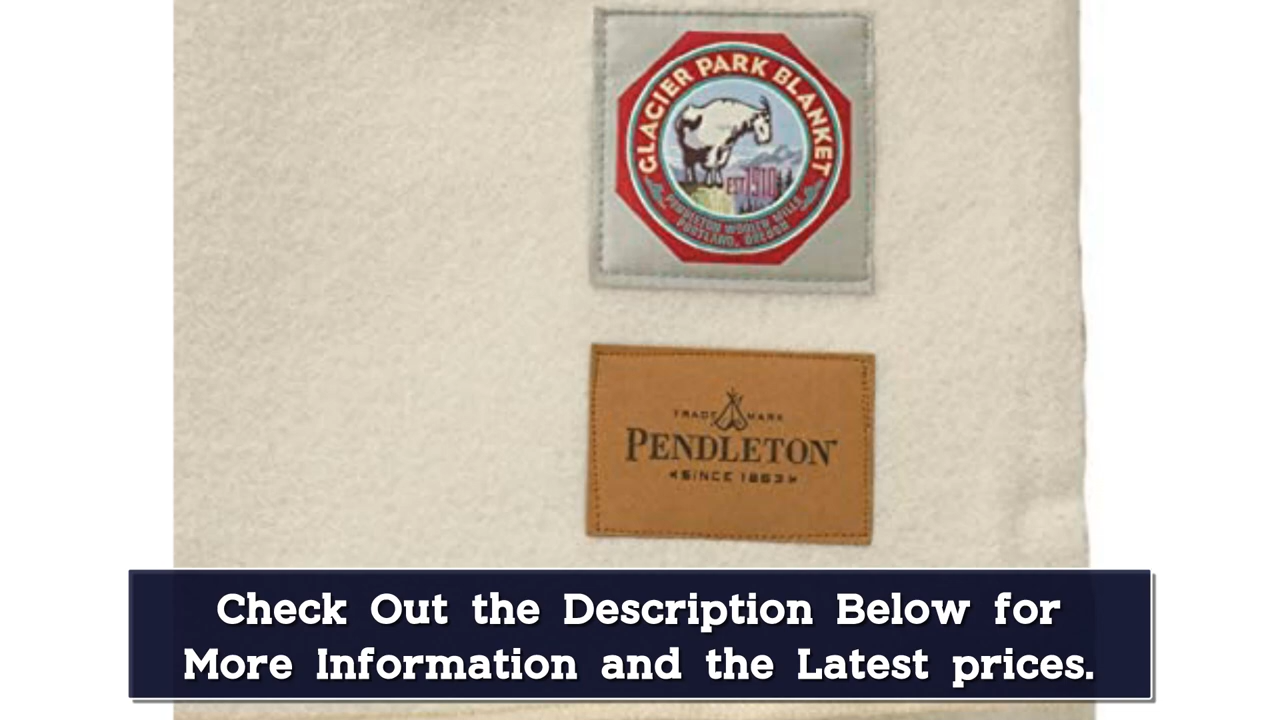 GLACIER PARK BLANKET
EST 1910
PENDLETON WOOLEN MILLS
PORTLAND, OREGON
TRADE MARK
PENDLETON
SINCE 1863
Check Out the Description Below for
More Information and the Latest prices.